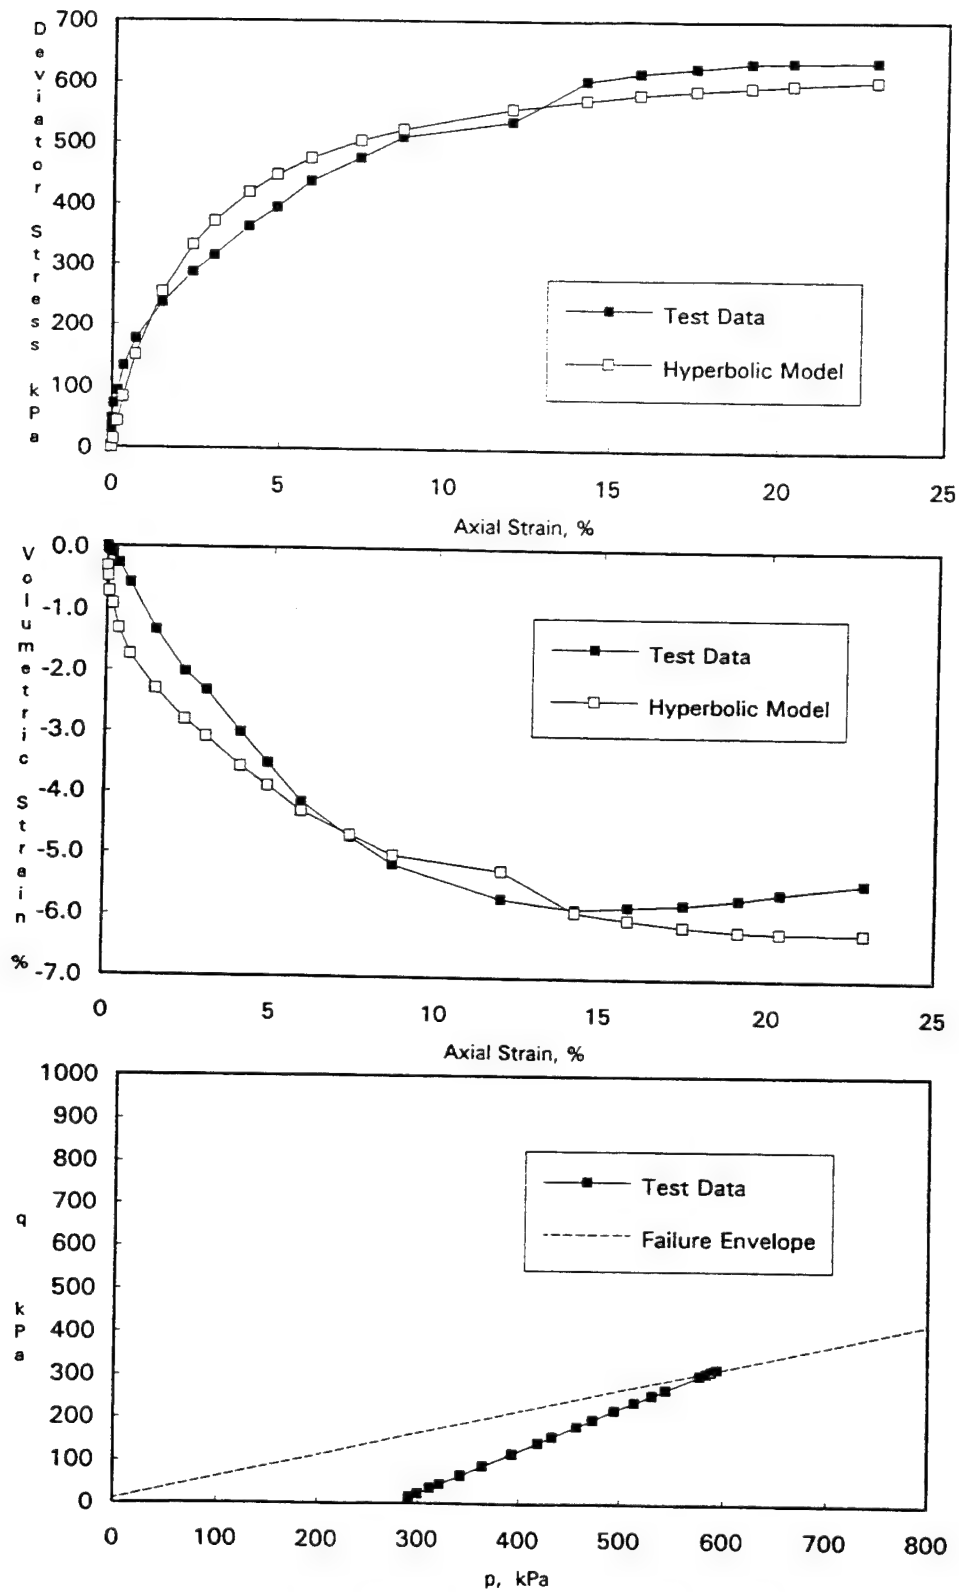 Deviator Stress kPa
700
600
500
400
300
200
100
0
Test Data
Hyperbolic Model
0 5 10 15 20 25
Axial Strain, %
Volumetric Strain %
0.0
-1.0
-2.0
-3.0
-4.0
-5.0
-6.0
-7.0
Test Data
Hyperbolic Model
0 5 10 15 20 25
Axial Strain, %
q kPa
1000
900
800
700
600
500
400
300
200
100
0
Test Data
Failure Envelope
0 100 200 300 400 500 600 700 800
p, kPa